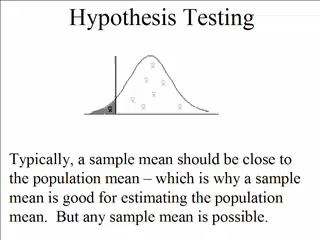 Hypothesis Testing
Typically, a sample mean should be close to
the population mean – which is why a sample
mean is good for estimating the population
mean.  But any sample mean is possible.